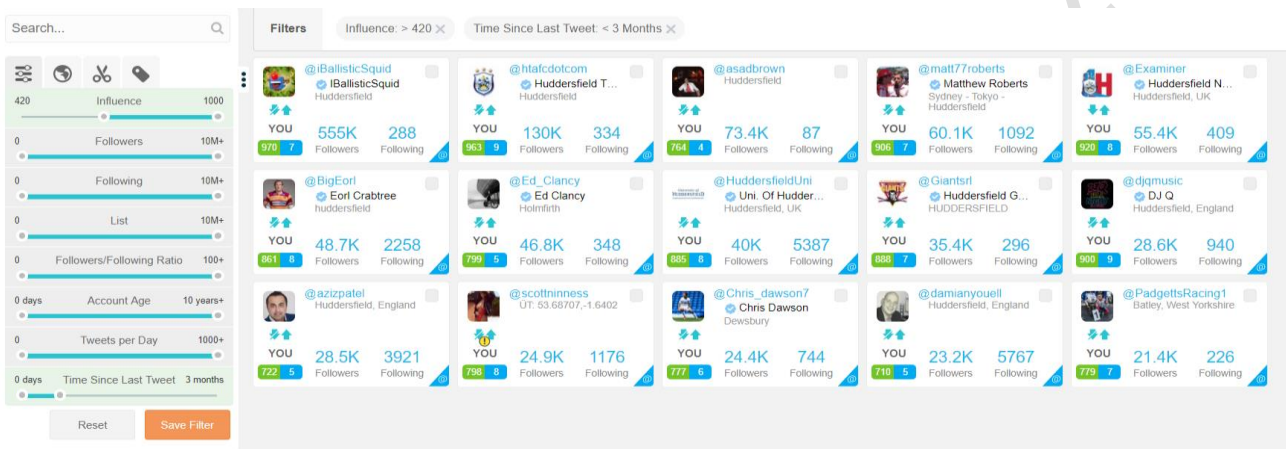 Search...
420 Influence 1000
0 Followers 10M+
0 Following 10M+
0 List 10M+
0 Followers/Following Ratio 100+
0 days Account Age 10 years+
0 Tweets per Day 1000+
0 days Time Since Last Tweet 3 months
Reset Save Filter
Filters Influence: > 420 Time Since Last Tweet: < 3 Months
@iBallisticSquid
IBallisticSquid
Huddersfield
YOU
555K 288
970 7 Followers Following
@htafcdotcom
Huddersfield T...
Huddersfield
YOU
130K 334
963 9 Followers Following
@asadbrown
Huddersfield
YOU
73.4K 87
764 4 Followers Following
@matt77roberts
Matthew Roberts
Sydney - Tokyo -
Huddersfield
YOU
60.1K 1092
906 7 Followers Following
@Examiner
Huddersfield N...
Huddersfield, UK
YOU
55.4K 409
920 8 Followers Following
@BigEorl
Eorl Crabtree
huddersfield
YOU
48.7K 2258
861 8 Followers Following
@Ed_Clancy
Ed Clancy
Holmfirth
YOU
46.8K 348
799 5 Followers Following
@HuddersfieldUni
Uni. Of Hudder...
Huddersfield, UK
YOU
40K 5387
885 8 Followers Following
@Giantsrl
Huddersfield G...
HUDDERSFIELD
YOU
35.4K 296
888 7 Followers Following
@djqmusic
DJ Q
Huddersfield, England
YOU
28.6K 940
900 9 Followers Following
@azizpatel
Huddersfield, England
YOU
28.5K 3921
722 5 Followers Following
@scottninness
ÜT: 53.68707,-1.6402
YOU
24.9K 1176
798 8 Followers Following
@Chris_dawson7
Chris Dawson
Dewsbury
YOU
24.4K 744
777 6 Followers Following
@damianyouell
Huddersfield, England
YOU
23.2K 5767
710 5 Followers Following
@PadgettsRacing1
Batley, West Yorkshire
YOU
21.4K 226
779 7 Followers Following